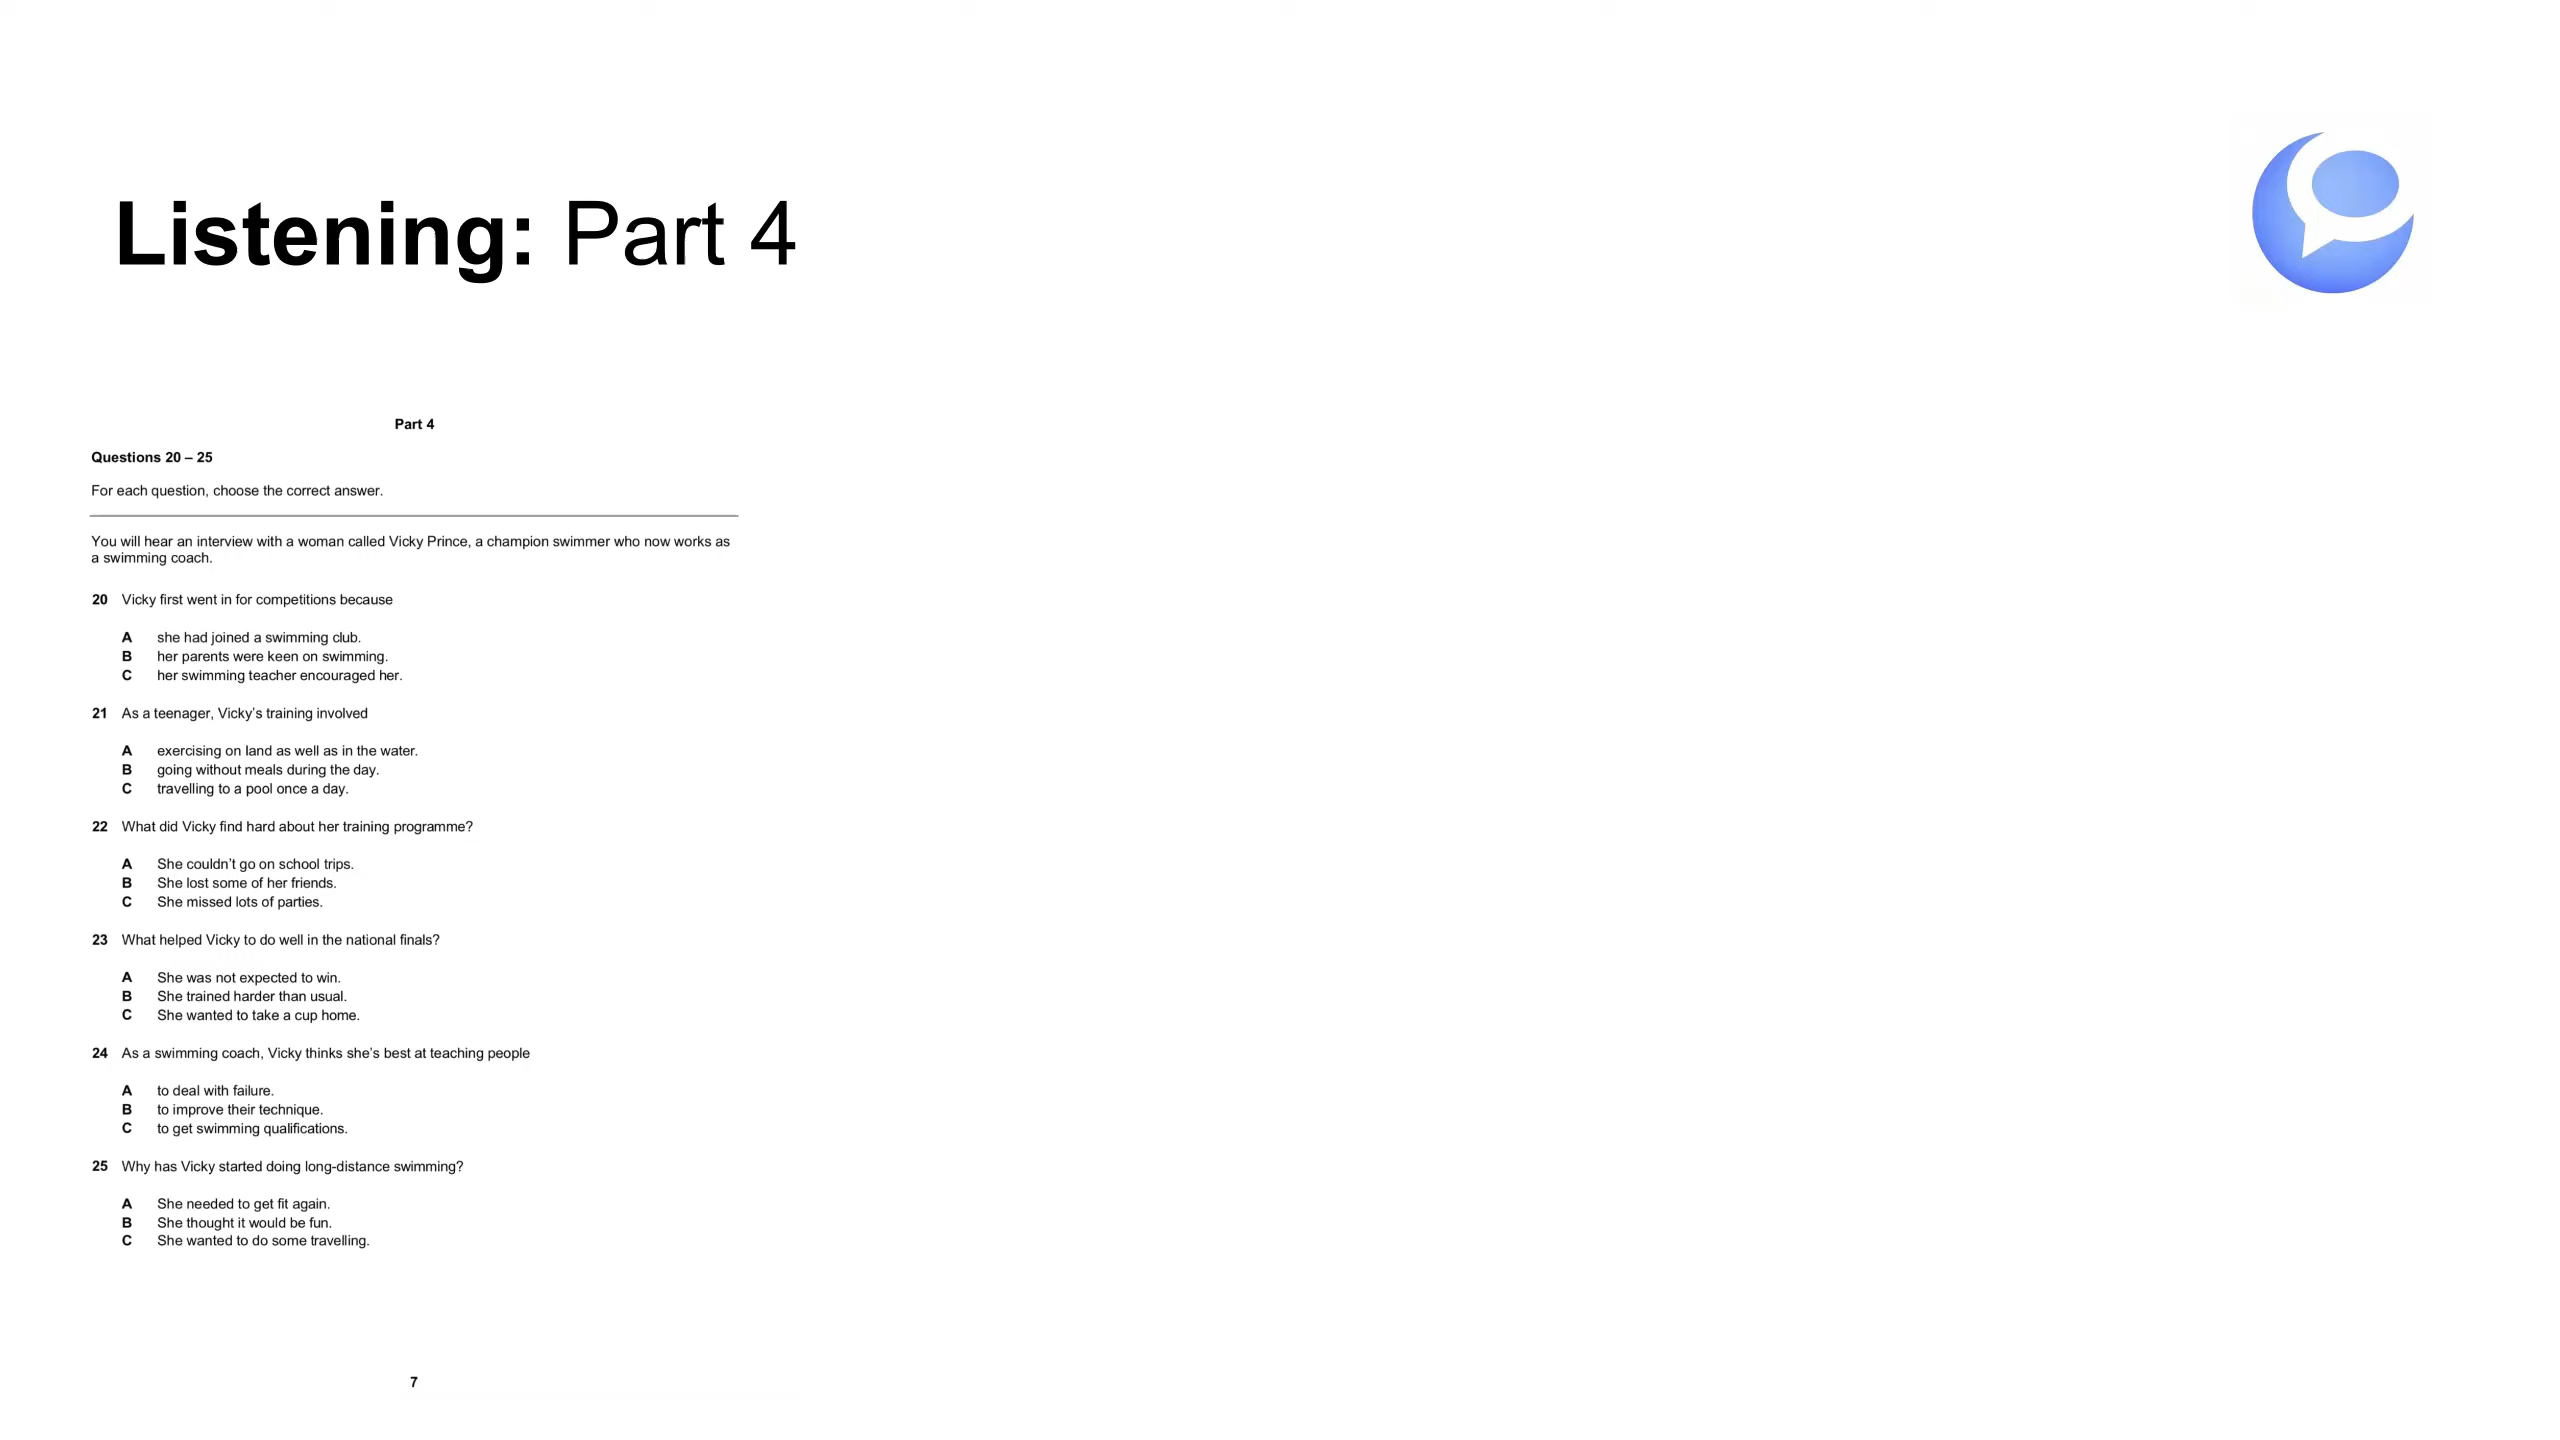 Listening: Part 4
Part 4
Questions 20 – 25
For each question, choose the correct answer.
You will hear an interview with a woman called Vicky Prince, a champion swimmer who now works as
a swimming coach.
20 Vicky first went in for competitions because
A she had joined a swimming club.
B her parents were keen on swimming.
C her swimming teacher encouraged her.
21 As a teenager, Vicky’s training involved
A exercising on land as well as in the water.
B going without meals during the day.
C travelling to a pool once a day.
22 What did Vicky find hard about her training programme?
A She couldn’t go on school trips.
B She lost some of her friends.
C She missed lots of parties.
23 What helped Vicky to do well in the national finals?
A She was not expected to win.
B She trained harder than usual.
C She wanted to take a cup home.
24 As a swimming coach, Vicky thinks she’s best at teaching people
A to deal with failure.
B to improve their technique.
C to get swimming qualifications.
25 Why has Vicky started doing long-distance swimming?
A She needed to get fit again.
B She thought it would be fun.
C She wanted to do some travelling.
7